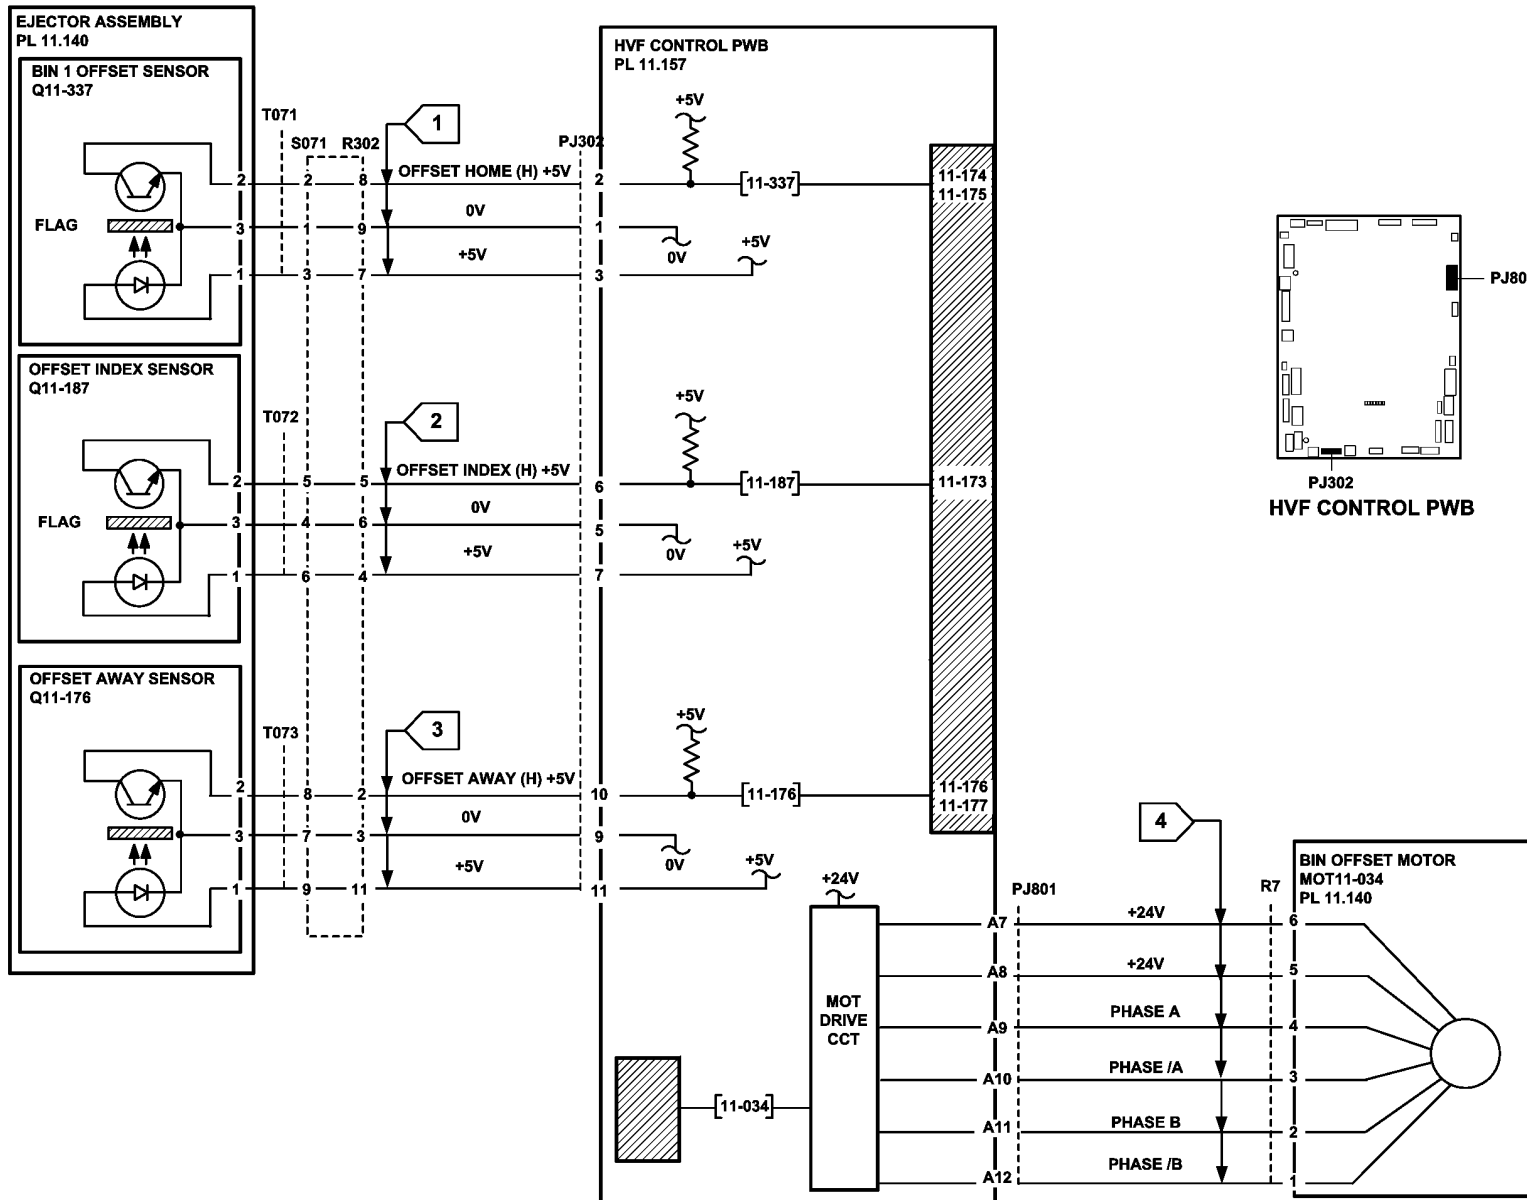 EJECTOR ASSEMBLY
PL 11.140
BIN 1 OFFSET SENSOR
Q11-337
FLAG
2
3
1
T071
S071
R302
2
8
1
9
3
7
1
OFFSET HOME (H) +5V
0V
+5V
PJ302
2
1
3
HVF CONTROL PWB
PL 11.157
+5V
[11-337]
0V
+5V
11-174
11-175
OFFSET INDEX SENSOR
Q11-187
FLAG
2
3
1
T072
5
5
4
6
6
4
2
OFFSET INDEX (H) +5V
0V
+5V
6
5
7
+5V
[11-187]
0V
+5V
11-173
OFFSET AWAY SENSOR
Q11-176
2
3
1
T073
8
2
7
3
9
11
3
OFFSET AWAY (H) +5V
0V
+5V
10
9
11
+5V
[11-176]
0V
+5V
11-176
11-177
PJ80
PJ302
HVF CONTROL PWB
+24V
MOT
DRIVE
CCT
[11-034]
A7
A8
A9
A10
A11
A12
PJ801
4
+24V
+24V
PHASE A
PHASE /A
PHASE B
PHASE /B
R7
BIN OFFSET MOTOR
MOT11-034
PL 11.140
6
5
4
3
2
1